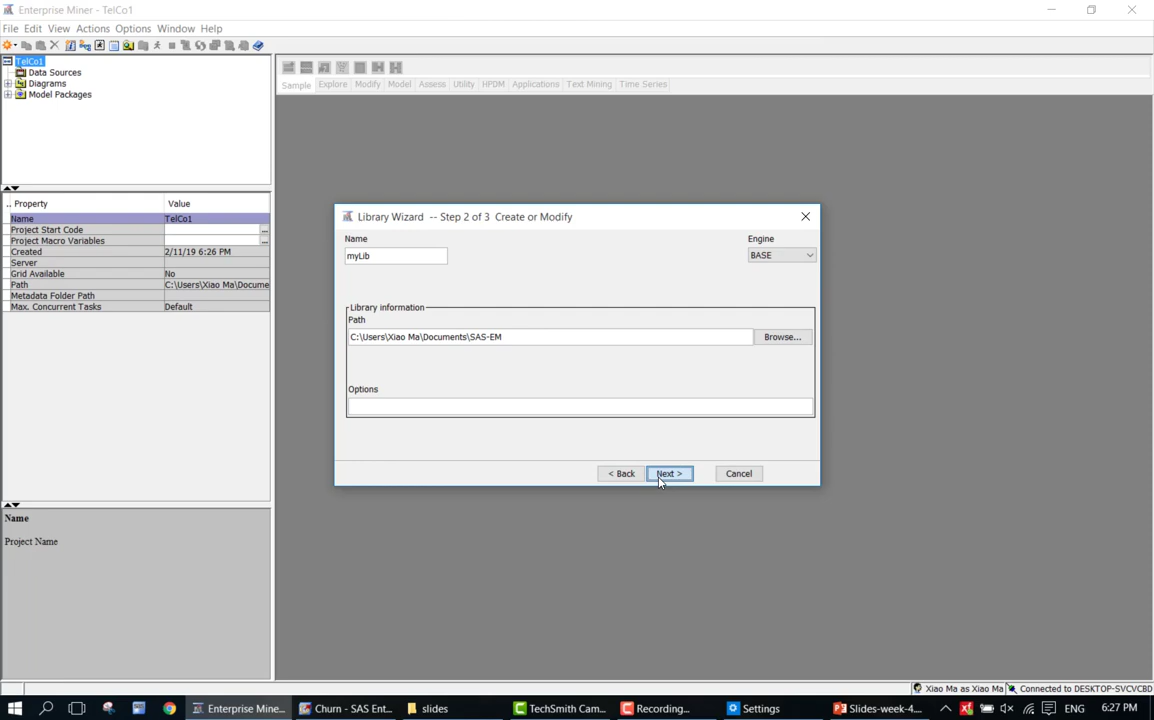 Enterprise Miner - TelCo1
File Edit View Actions Options Window Help
TelCo1
Data Sources
Diagrams
Model Packages
Sample Explore Modify Model Assess Utility HPDM Applications Text Mining Time Series
.. Property Value
Name TelCo1
Project Start Code ...
Project Macro Variables ...
Created 2/11/19 6:26 PM
Server
Grid Available No
Path C:\Users\Xiao Ma\Docume
Metadata Folder Path
Max. Concurrent Tasks Default
Name
Project Name
Library Wizard -- Step 2 of 3 Create or Modify
Name Engine
myLib BASE
Library information
Path
C:\Users\Xiao Ma\Documents\SAS-EM Browse...
Options
< Back Next > Cancel
Xiao Ma as Xiao Ma Connected to DESKTOP-SVCVCBD
Enterprise Mine... Churn - SAS Ent... slides TechSmith Cam... Recording... Settings Slides-week-4... ENG 6:27 PM